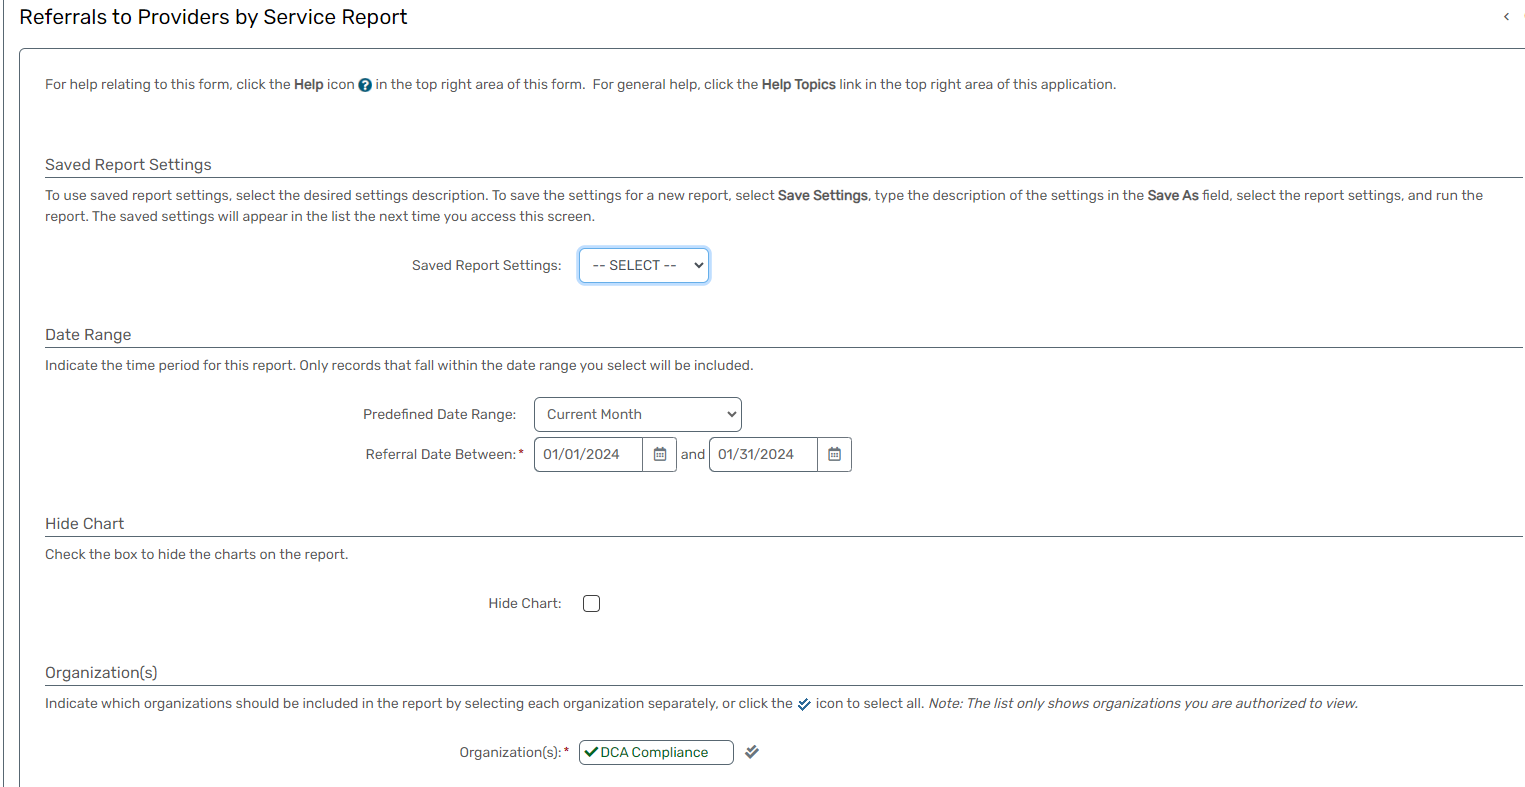 Referrals to Providers by Service Report
For help relating to this form, click the Help icon ? in the top right area of this form. For general help, click the Help Topics link in the top right area of this application.
Saved Report Settings
To use saved report settings, select the desired settings description. To save the settings for a new report, select Save Settings, type the description of the settings in the Save As field, select the report settings, and run the
report. The saved settings will appear in the list the next time you access this screen.
Saved Report Settings: -- SELECT --
Date Range
Indicate the time period for this report. Only records that fall within the date range you select will be included.
Predefined Date Range: Current Month
Referral Date Between:* 01/01/2024 and 01/31/2024
Hide Chart
Check the box to hide the charts on the report.
Hide Chart:
Organization(s)
Indicate which organizations should be included in the report by selecting each organization separately, or click the icon to select all. Note: The list only shows organizations you are authorized to view.
Organization(s):* DCA Compliance